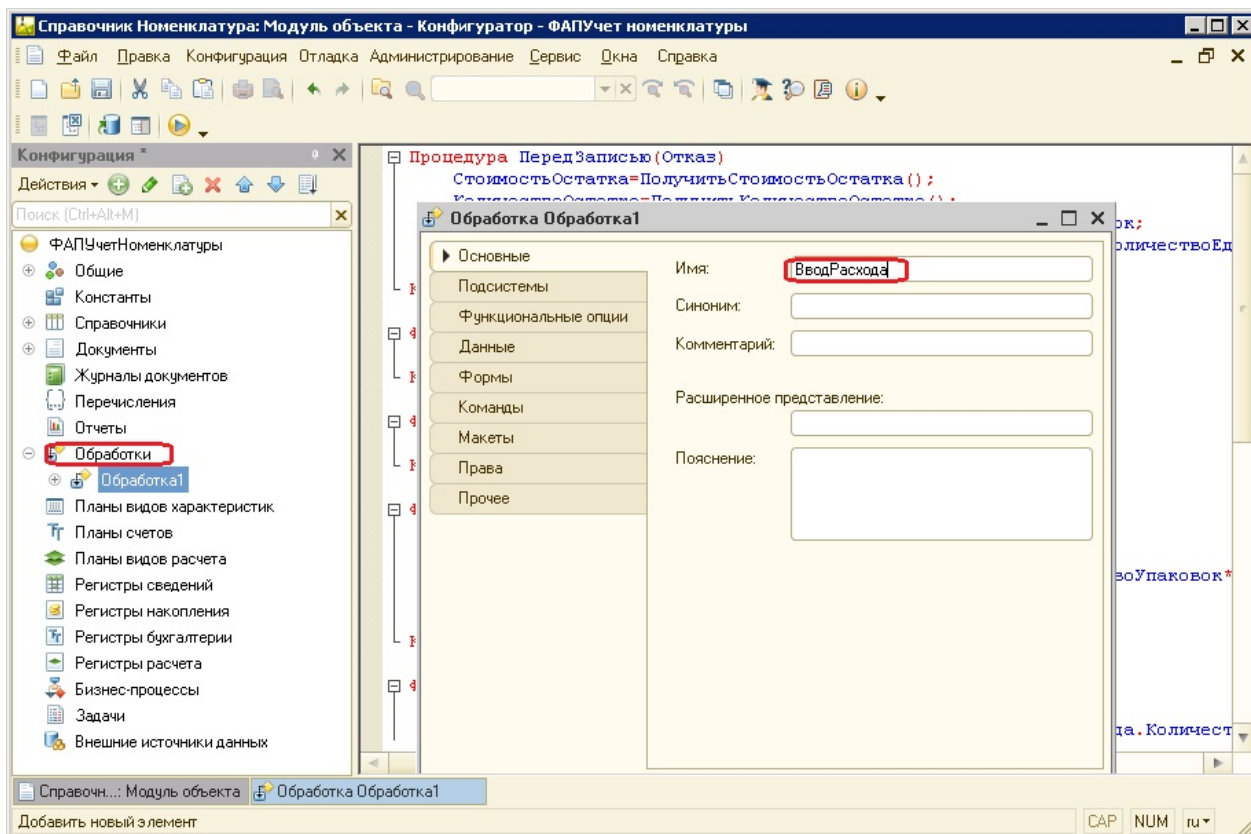 Справочник Номенклатура: Модуль объекта - Конфигуратор - ФАПУчет номенклатуры
Файл Правка Конфигурация Отладка Администрирование Сервис Окна Справка
Конфигурация *
Действия
Поиск (Ctrl+Alt+M)
ФАПУчетНоменклатуры
Общие
Константы
Справочники
Документы
Журналы документов
Перечисления
Отчеты
Обработки
Обработка1
Планы видов характеристик
Планы счетов
Планы видов расчета
Регистры сведений
Регистры накопления
Регистры бухгалтерии
Регистры расчета
Бизнес-процессы
Задачи
Внешние источники данных
Процедура ПередЗаписью(Отказ)
СтоимостьОстатка=ПолучитьСтоимостьОстатка();
КоличествоОстатка=ПолучитьКоличествоОстатка();
ок;
оличествоЕд
воУпаковок*
да.Количест
Обработка Обработка1
Основные
Подсистемы
Функциональные опции
Данные
Формы
Команды
Макеты
Права
Прочее
Имя: ВводРасхода
Синоним:
Комментарий:
Расширенное представление:
Пояснение:
Справочн...: Модуль объекта Обработка Обработка1
Добавить новый элемент CAP NUM ru